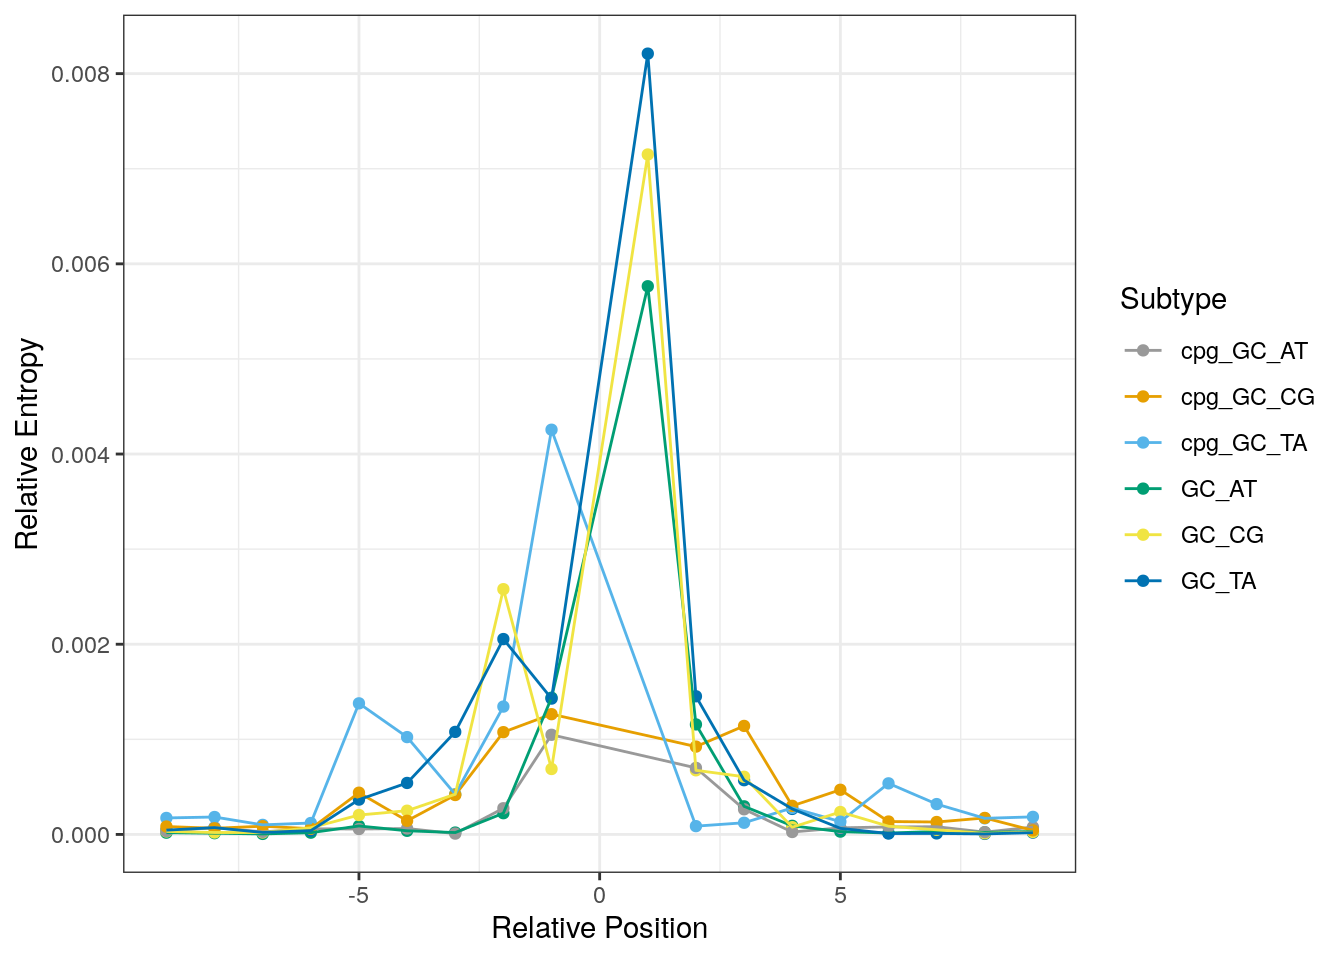 0.008
0.006
0.004
0.002
0.000
-5
0
5
Relative Position
Relative Entropy
Subtype
cpg_GC_AT
cpg_GC_CG
cpg_GC_TA
GC_AT
GC_CG
GC_TA